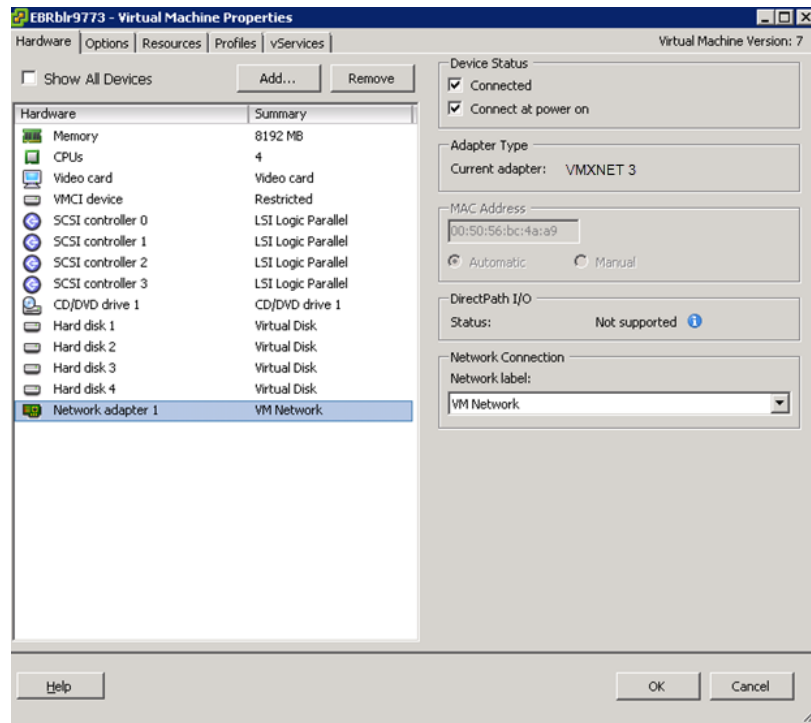 EBRblr9773 - Virtual Machine Properties
Hardware Options Resources Profiles vServices Virtual Machine Version: 7
Show All Devices Add... Remove
Hardware Summary
Memory 8192 MB
CPUs 4
Video card Video card
VMCI device Restricted
SCSI controller 0 LSI Logic Parallel
SCSI controller 1 LSI Logic Parallel
SCSI controller 2 LSI Logic Parallel
SCSI controller 3 LSI Logic Parallel
CD/DVD drive 1 CD/DVD drive 1
Hard disk 1 Virtual Disk
Hard disk 2 Virtual Disk
Hard disk 3 Virtual Disk
Hard disk 4 Virtual Disk
Network adapter 1 VM Network
Device Status
Connected
Connect at power on
Adapter Type
Current adapter: VMXNET 3
MAC Address
00:50:56:bc:4a:a9
Automatic Manual
DirectPath I/O
Status: Not supported
Network Connection
Network label:
VM Network
Help OK Cancel